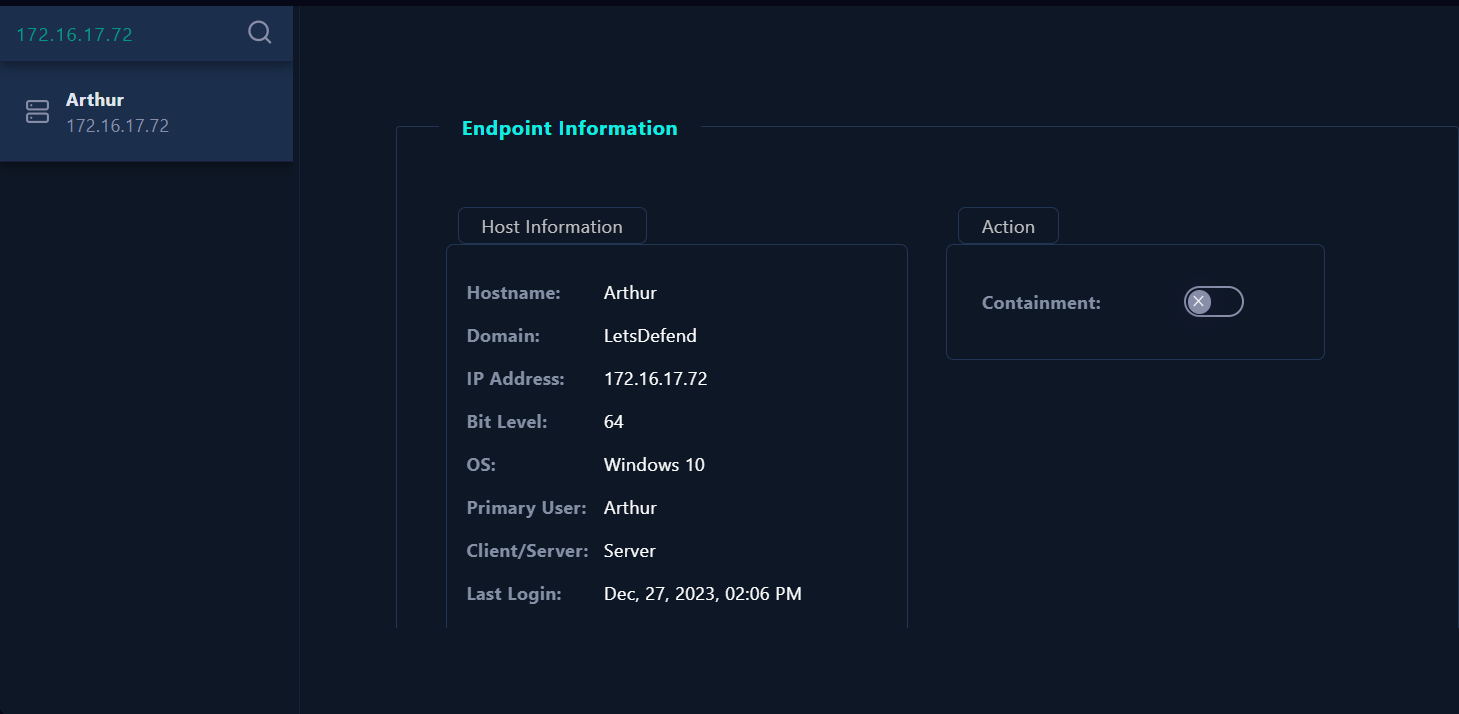 172.16.17.72
Arthur
172.16.17.72
Endpoint Information
Host Information
Hostname: Arthur
Domain: LetsDefend
IP Address: 172.16.17.72
Bit Level: 64
OS: Windows 10
Primary User: Arthur
Client/Server: Server
Last Login: Dec, 27, 2023, 02:06 PM
Action
Containment: